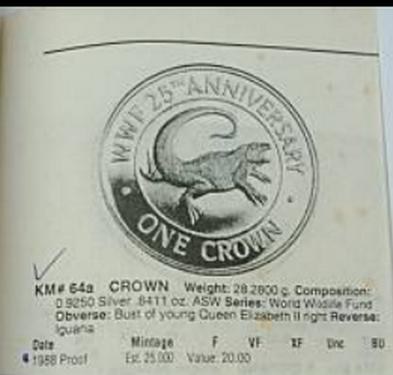 WWF 25TH ANNIVERSARY
ONE CROWN
KM# 64a CROWN Weight: 28.2800 g. Composition:
0.9250 Silver .8411 oz. ASW Series: World Wildlife Fund
Obverse: Bust of young Queen Elizabeth II right Reverse:
Iguana
Date Mintage F VF XF Unc BU
1988 Proof Est. 25,000 Value: 20.00